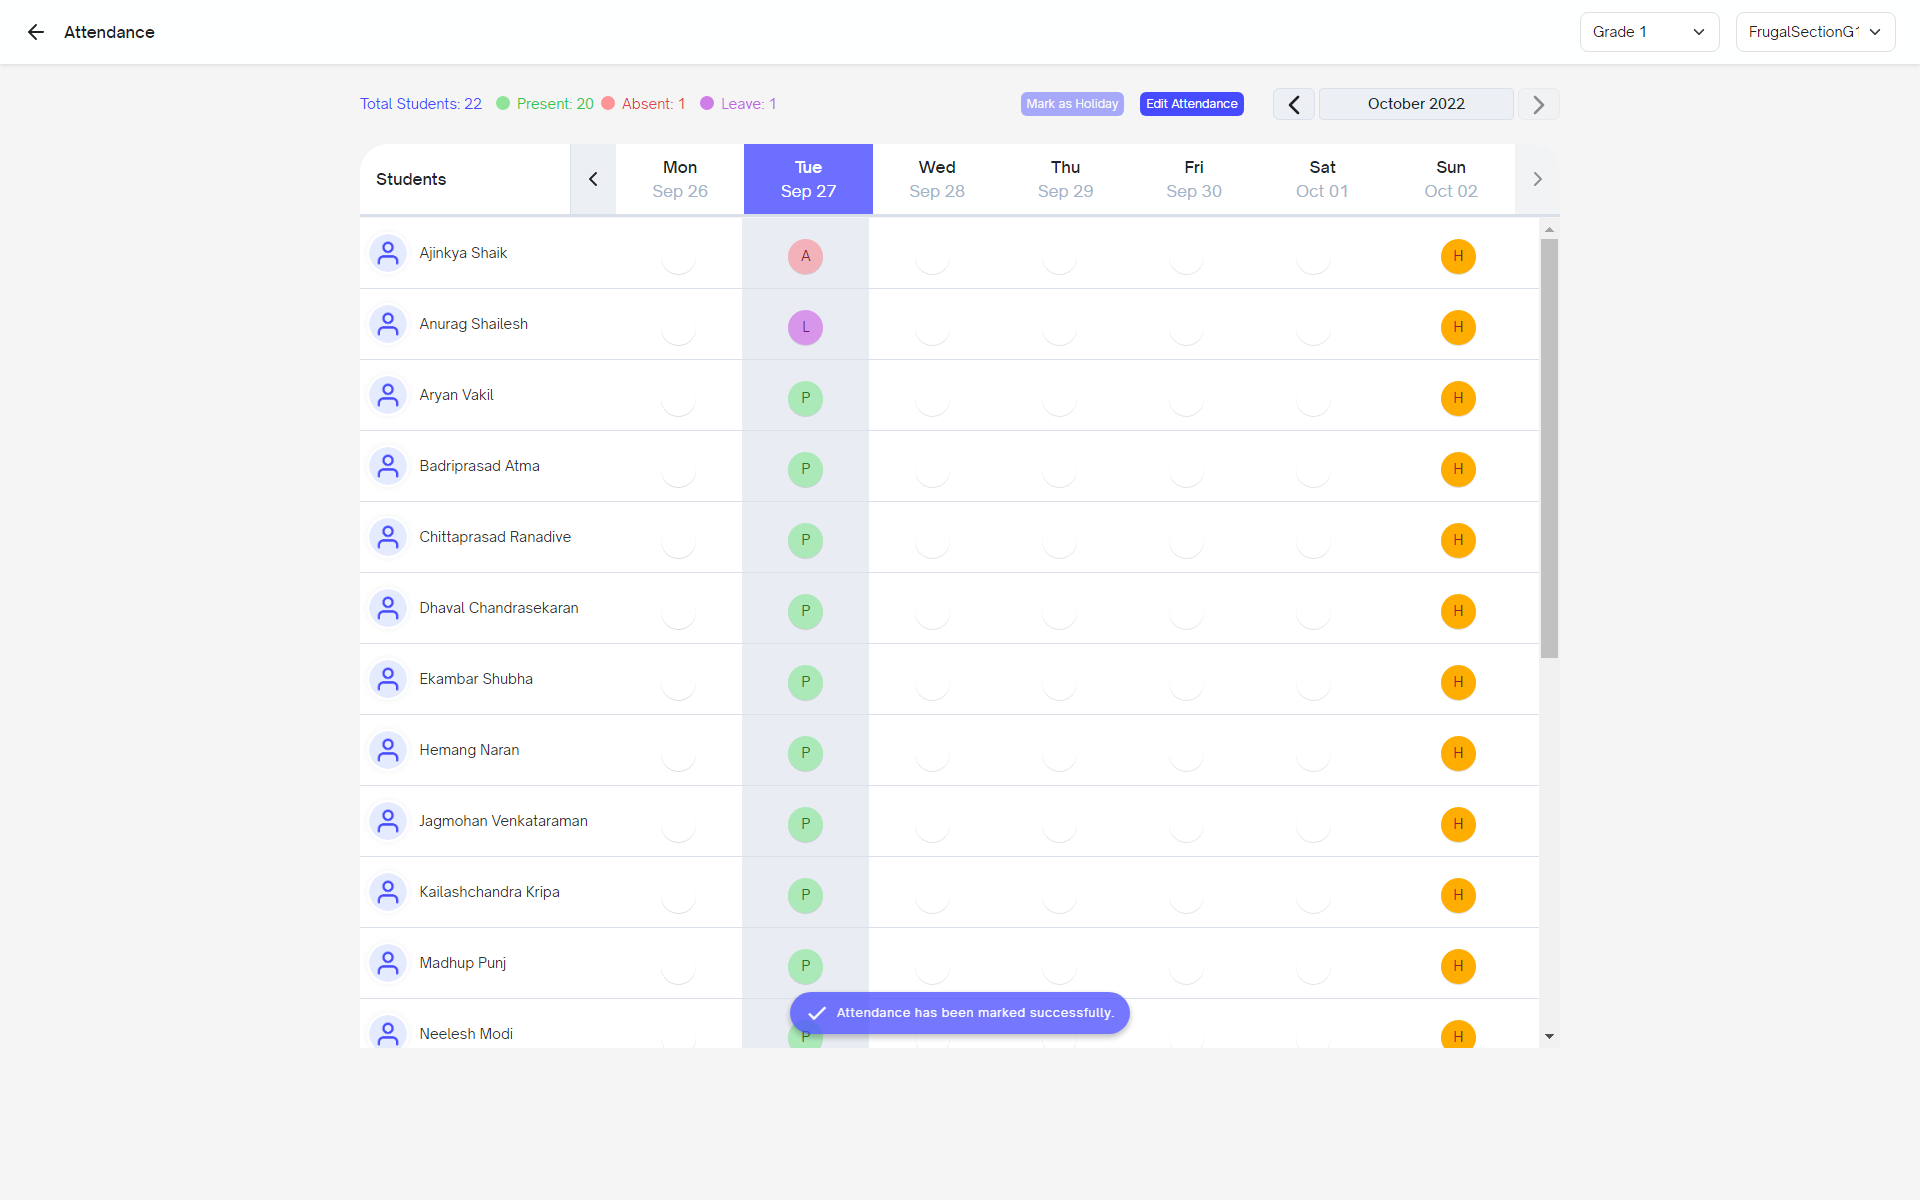 Attendance
Grade 1
FrugalSectionG1
Total Students: 22 Present: 20 Absent: 1 Leave: 1
Mark as Holiday
Edit Attendance
October 2022
Students
Mon Tue Wed Thu Fri Sat Sun
Sep 26 Sep 27 Sep 28 Sep 29 Sep 30 Oct 01 Oct 02
Ajinkya Shaik A H
Anurag Shailesh L H
Aryan Vakil P H
Badriprasad Atma P H
Chittaprasad Ranadive P H
Dhaval Chandrasekaran P H
Ekambar Shubha P H
Hemang Naran P H
Jagmohan Venkataraman P H
Kailashchandra Kripa P H
Madhup Punj P H
Attendance has been marked successfully.
Neelesh Modi P H